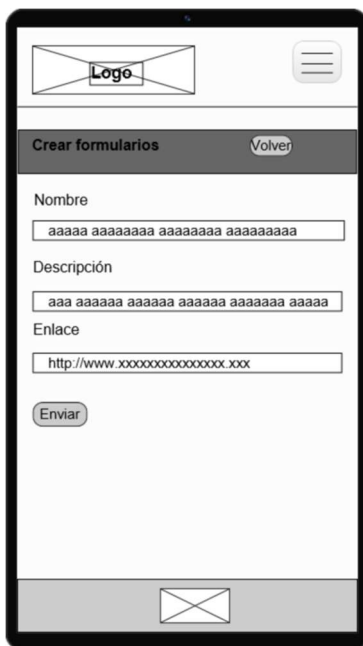 Logo
Crear formularios Volver
Nombre
aaaaa aaaaaaaa aaaaaaaa aaaaaaaaa
Descripción
aaa aaaaaa aaaaaa aaaaaa aaaaaaa aaaaa
Enlace
http://www.xxxxxxxxxxxxxxx.xxx
Enviar